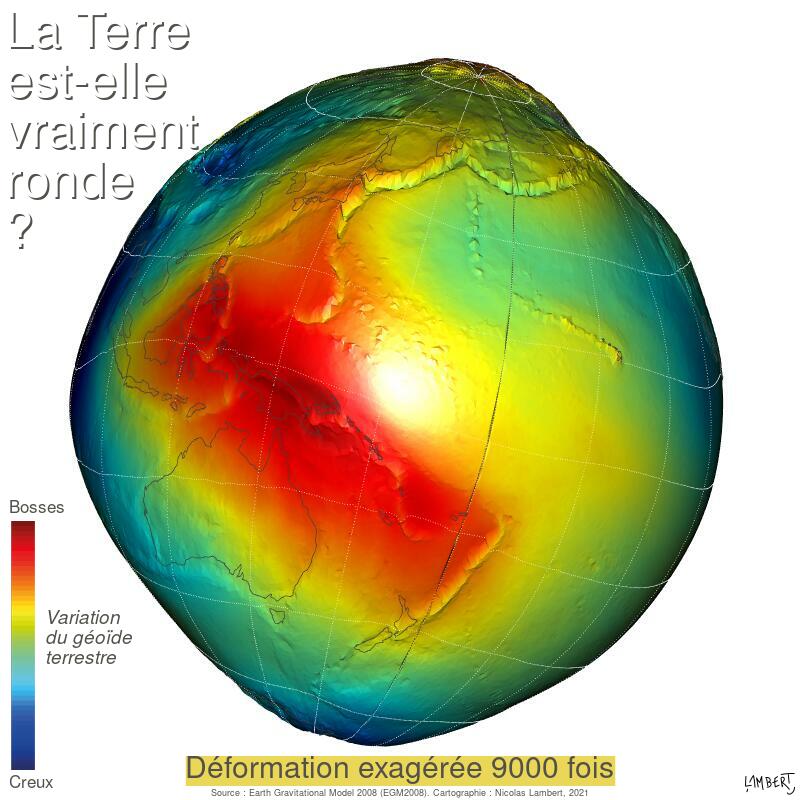 La Terre
est-elle
vraiment
ronde
?
Bosses
Variation
du géoïde
terrestre
Creux
Déformation exagérée 9000 fois
Source : Earth Gravitational Model 2008 (EGM2008). Cartographie : Nicolas Lambert, 2021
LAMBERT